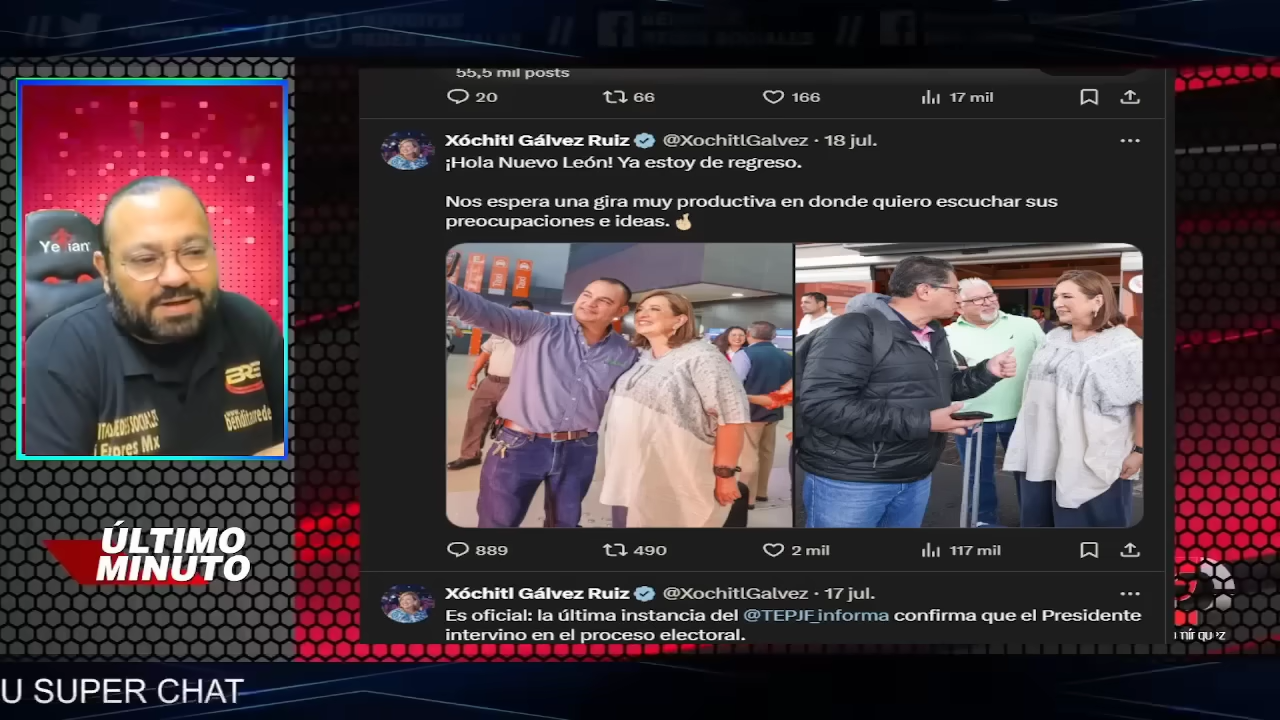 55,5 mil posts
20 66 166 17 mil
Xóchitl Gálvez Ruiz @XochitlGalvez · 18 jul.
¡Hola Nuevo León! Ya estoy de regreso.
Nos espera una gira muy productiva en donde quiero escuchar sus
preocupaciones e ideas.
Taxi
Taxi
889 490 2 mil 117 mil
Xóchitl Gálvez Ruiz @XochitlGalvez · 17 jul.
Es oficial: la última instancia del @TEPJF_informa confirma que el Presidente
intervino en el proceso electoral.
ÚLTIMO
MINUTO
U SUPER CHAT